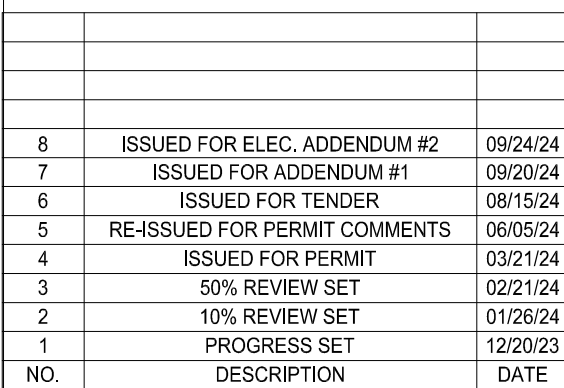 8 ISSUED FOR ELEC. ADDENDUM #2 09/24/24
7 ISSUED FOR ADDENDUM #1 09/20/24
6 ISSUED FOR TENDER 08/15/24
5 RE-ISSUED FOR PERMIT COMMENTS 06/05/24
4 ISSUED FOR PERMIT 03/21/24
3 50% REVIEW SET 02/21/24
2 10% REVIEW SET 01/26/24
1 PROGRESS SET 12/20/23
NO. DESCRIPTION DATE